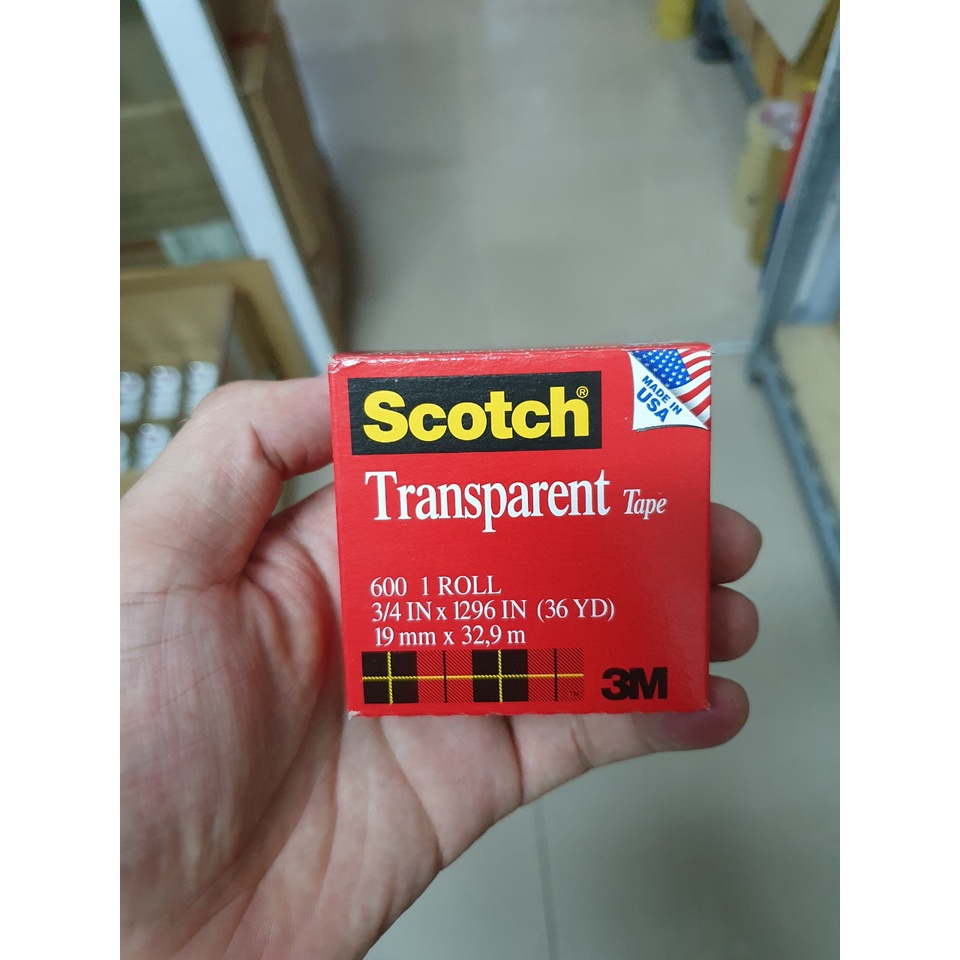 Scotch®
MADE IN
USA
Transparent Tape
600 1 ROLL
3/4 IN x 1296 IN (36 YD)
19 mm x 32,9 m
™
3M